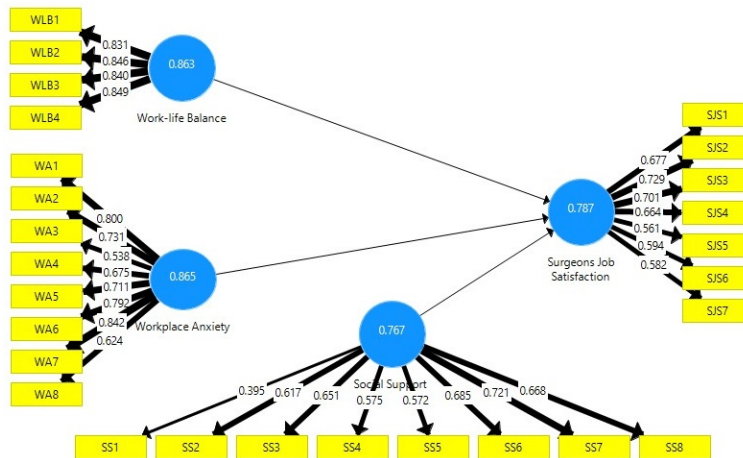 WLB1
WLB2
WLB3
WLB4
0.831
0.846
0.840
0.849
0.863
Work-life Balance
WA1
WA2
WA3
WA4
WA5
WA6
WA7
WA8
0.800
0.731
0.538
0.675
0.711
0.792
0.842
0.624
0.865
Workplace Anxiety
0.767
Social Support
0.395
0.617
0.651
0.575
0.572
0.685
0.721
0.668
SS1
SS2
SS3
SS4
SS5
SS6
SS7
SS8
0.787
Surgeons Job
Satisfaction
0.677
0.729
0.701
0.664
0.561
0.594
0.582
SJS1
SJS2
SJS3
SJS4
SJS5
SJS6
SJS7